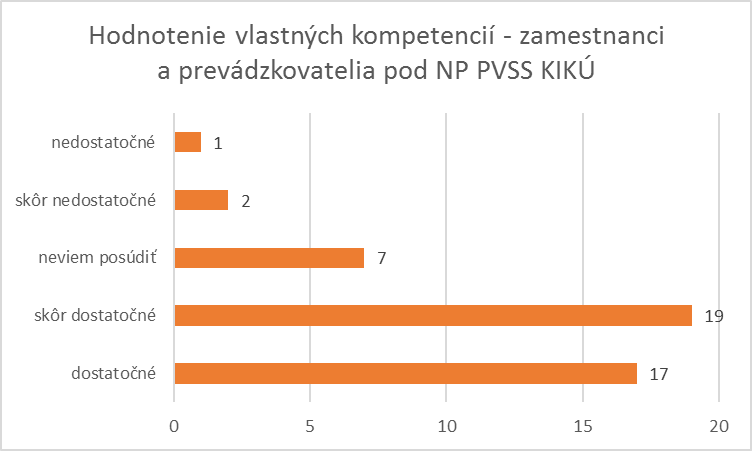 Hodnotenie vlastných kompetencií - zamestnanci
a prevádzkovatelia pod NP PVSS KIKÚ
nedostatočné 1
skôr nedostatočné 2
neviem posúdiť 7
skôr dostatočné 19
dostatočné 17
0 5 10 15 20